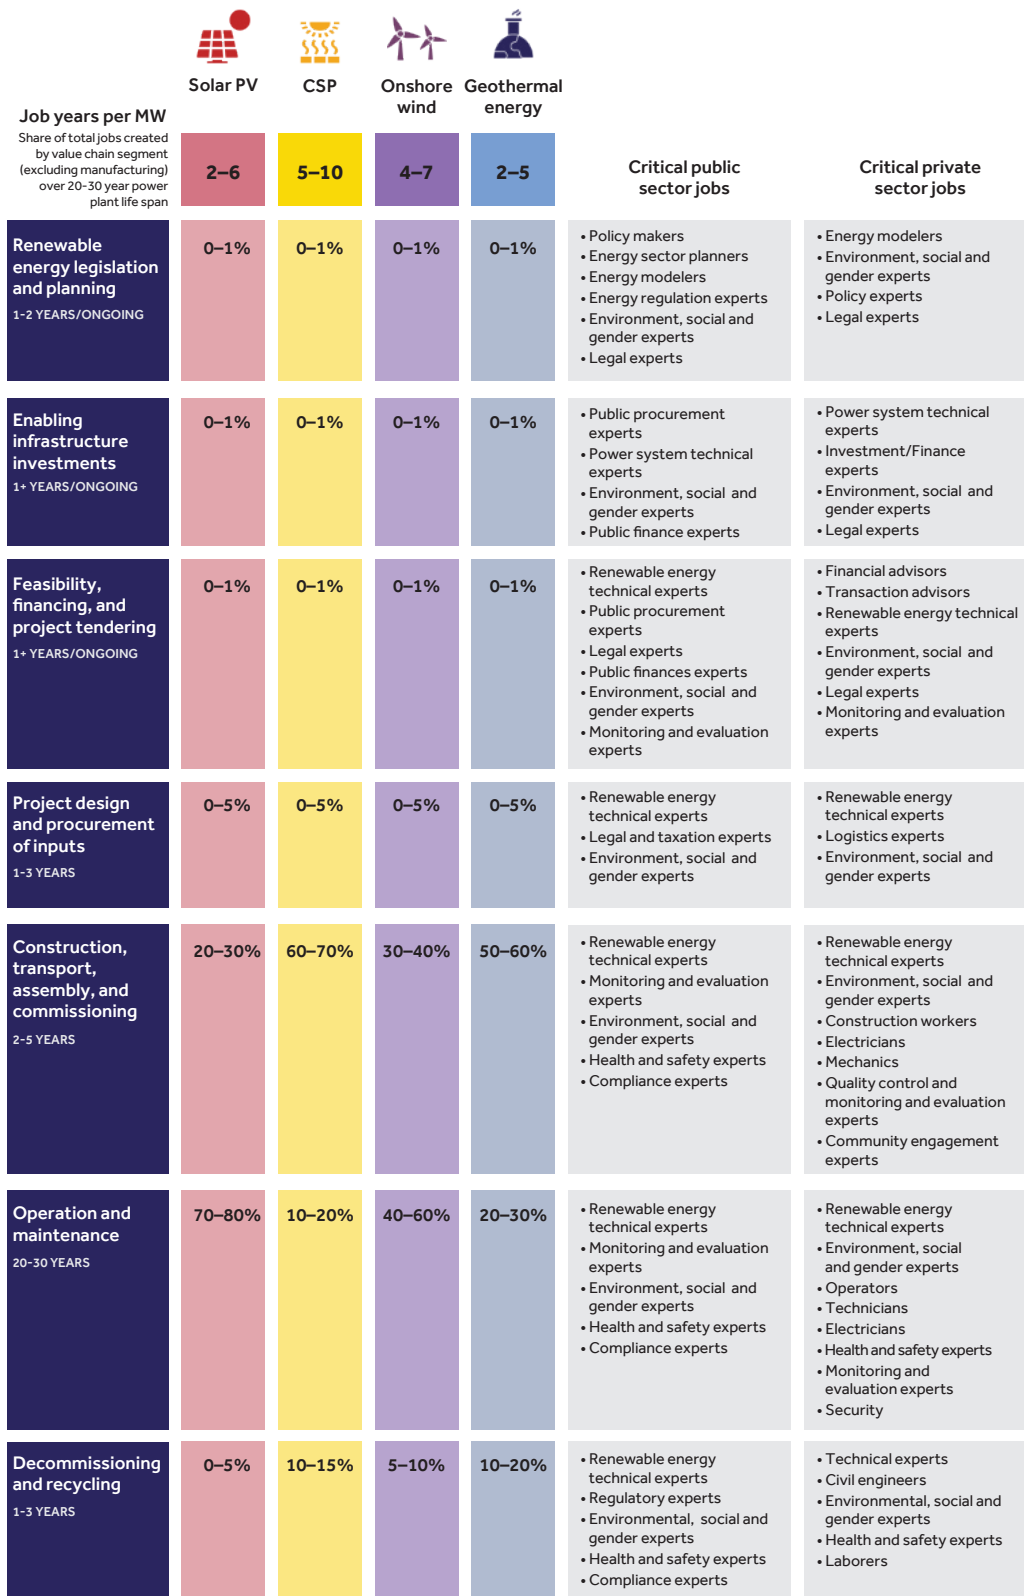 Solar PV
CSP
Onshore
wind
Geothermal
energy
Job years per MW
Share of total jobs created
by value chain segment
(excluding manufacturing)
over 20-30 year power
plant life span
2–6
5–10
4–7
2–5
Critical public
sector jobs
Critical private
sector jobs
Renewable
energy legislation
and planning
1-2 YEARS/ONGOING
0–1%
0–1%
0–1%
0–1%
• Policy makers
• Energy sector planners
• Energy modelers
• Energy regulation experts
• Environment, social and
gender experts
• Legal experts
• Energy modelers
• Environment, social and
gender experts
• Policy experts
• Legal experts
Enabling
infrastructure
investments
1+ YEARS/ONGOING
0–1%
0–1%
0–1%
0–1%
• Public procurement
experts
• Power system technical
experts
• Environment, social and
gender experts
• Public finance experts
• Power system technical
experts
• Investment/Finance
experts
• Environment, social and
gender experts
• Legal experts
Feasibility,
financing, and
project tendering
1+ YEARS/ONGOING
0–1%
0–1%
0–1%
0–1%
• Renewable energy
technical experts
• Public procurement
experts
• Legal experts
• Public finances experts
• Environment, social and
gender experts
• Monitoring and evaluation
experts
• Financial advisors
• Transaction advisors
• Renewable energy technical
experts
• Environment, social and
gender experts
• Legal experts
• Monitoring and evaluation
experts
Project design
and procurement
of inputs
1-3 YEARS
0–5%
0–5%
0–5%
0–5%
• Renewable energy
technical experts
• Legal and taxation experts
• Environment, social and
gender experts
• Renewable energy
technical experts
• Logistics experts
• Environment, social and
gender experts
Construction,
transport,
assembly, and
commissioning
2-5 YEARS
20–30%
60–70%
30–40%
50–60%
• Renewable energy
technical experts
• Monitoring and evaluation
experts
• Environment, social and
gender experts
• Health and safety experts
• Compliance experts
• Renewable energy
technical experts
• Environment, social and
gender experts
• Construction workers
• Electricians
• Mechanics
• Quality control and
monitoring and evaluation
experts
• Community engagement
experts
Operation and
maintenance
20-30 YEARS
70–80%
10–20%
40–60%
20–30%
• Renewable energy
technical experts
• Monitoring and evaluation
experts
• Environment, social and
gender experts
• Health and safety experts
• Compliance experts
• Renewable energy
technical experts
• Environment, social
and gender experts
• Operators
• Technicians
• Electricians
• Health and safety experts
• Monitoring and
evaluation experts
• Security
Decommissioning
and recycling
1-3 YEARS
0–5%
10–15%
5–10%
10–20%
• Renewable energy
technical experts
• Regulatory experts
• Environmental, social and
gender experts
• Health and safety experts
• Compliance experts
• Technical experts
• Civil engineers
• Environmental, social and
gender experts
• Health and safety experts
• Laborers